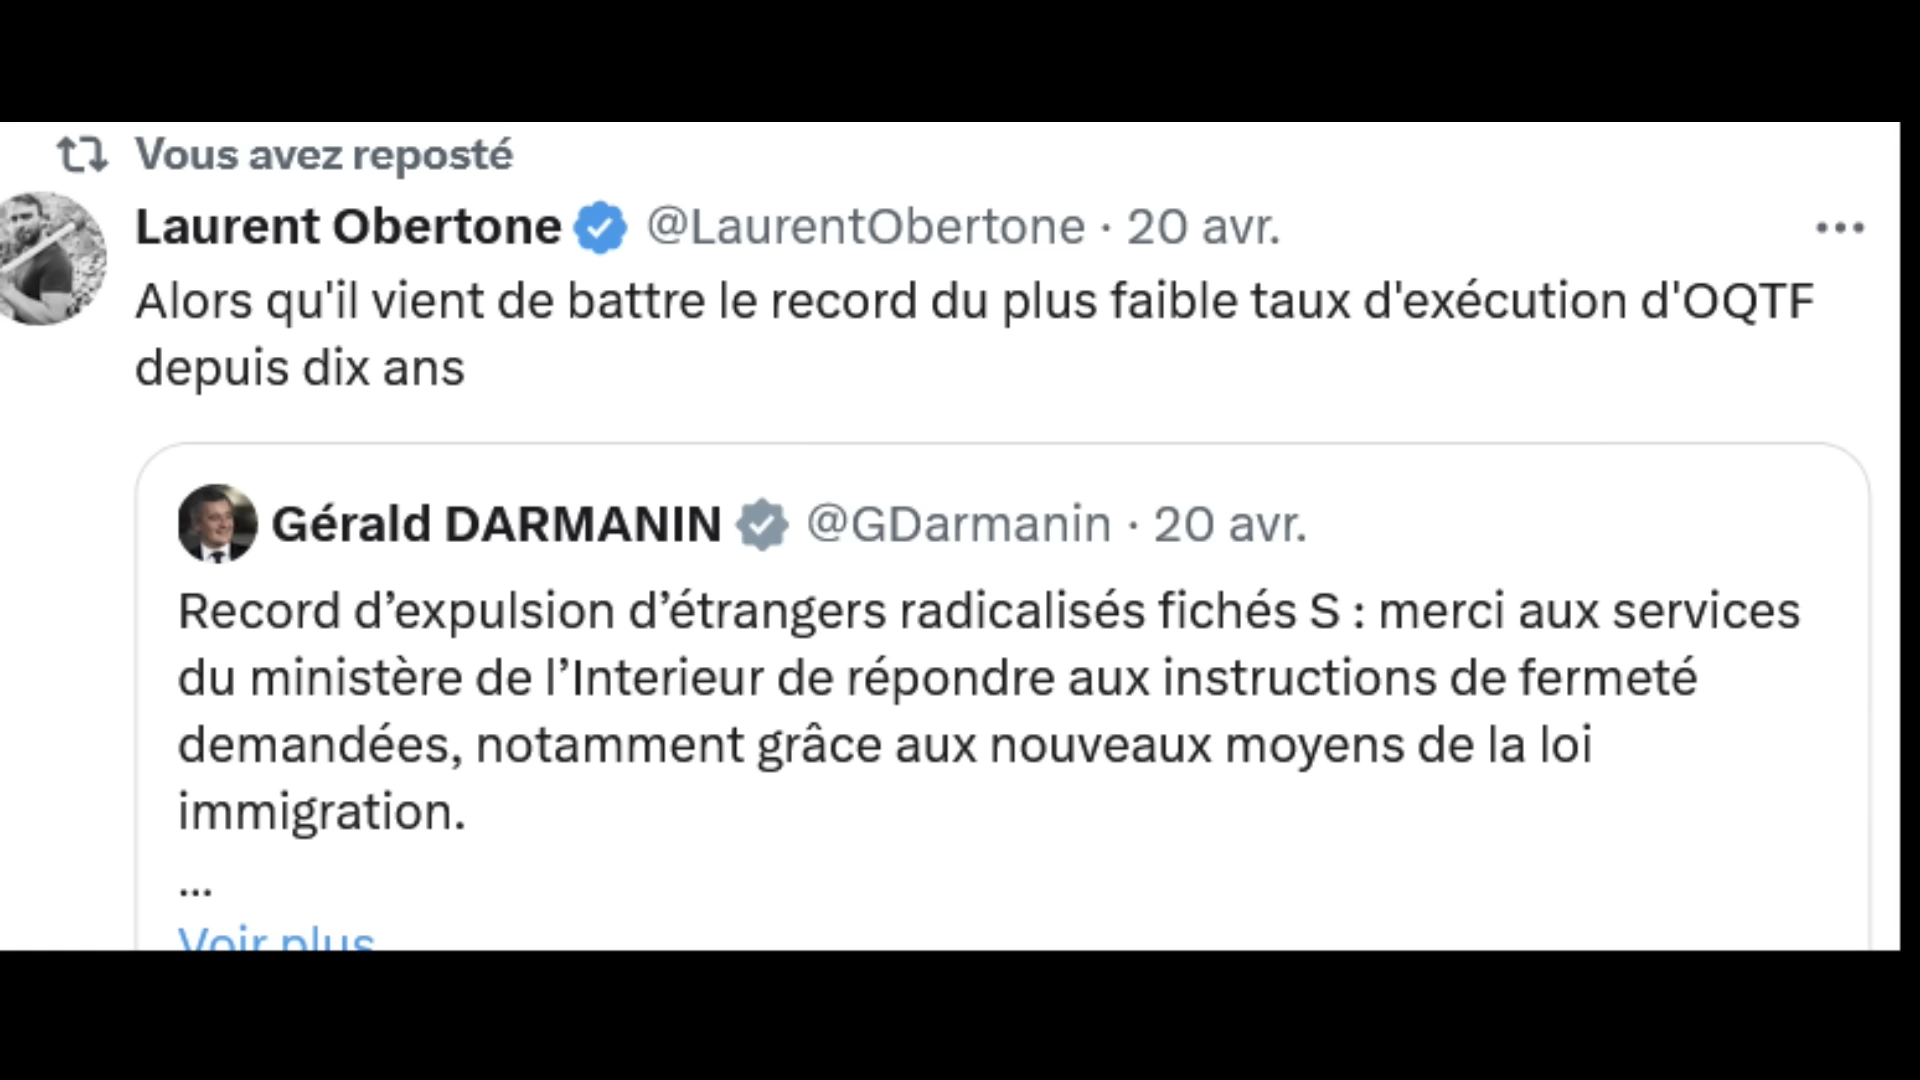 Vous avez reposté
Laurent Obertone @LaurentObertone · 20 avr.
Alors qu'il vient de battre le record du plus faible taux d'exécution d'OQTF
depuis dix ans
Gérald DARMANIN @GDarmanin · 20 avr.
Record d’expulsion d’étrangers radicalisés fichés S : merci aux services
du ministère de l’Interieur de répondre aux instructions de fermeté
demandées, notamment grâce aux nouveaux moyens de la loi
immigration.
...
Voir plus